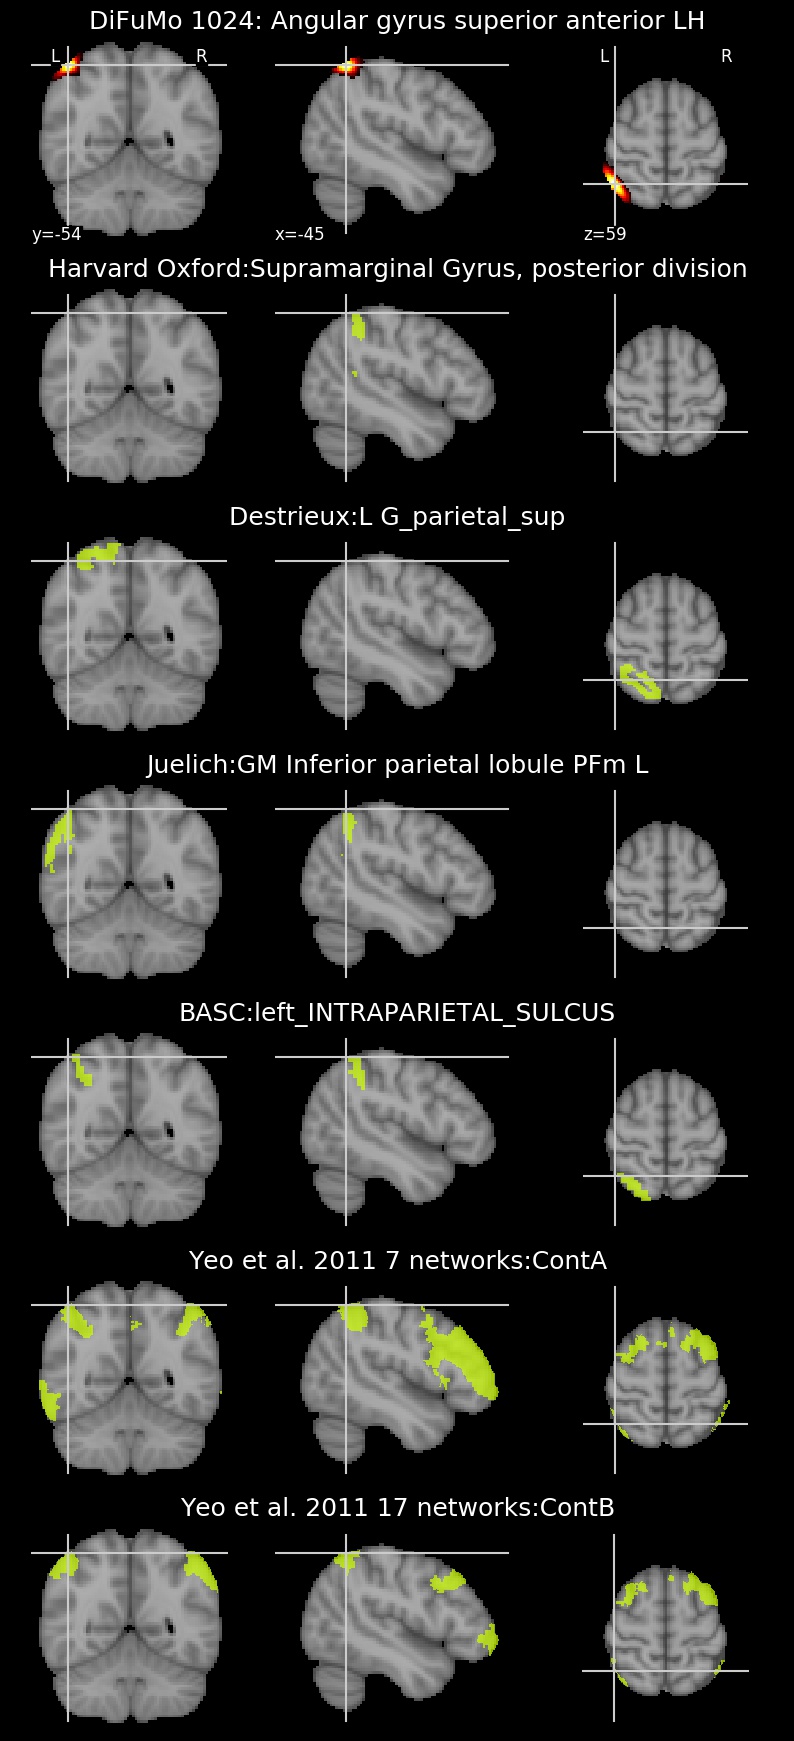 DiFuMo 1024: Angular gyrus superior anterior LH
L R L R
y=-54 x=-45 z=59
Harvard Oxford:Supramarginal Gyrus, posterior division
Destrieux:L G_parietal_sup
Juelich:GM Inferior parietal lobule PFm L
BASC:left_INTRAPARIETAL_SULCUS
Yeo et al. 2011 7 networks:ContA
Yeo et al. 2011 17 networks:ContB